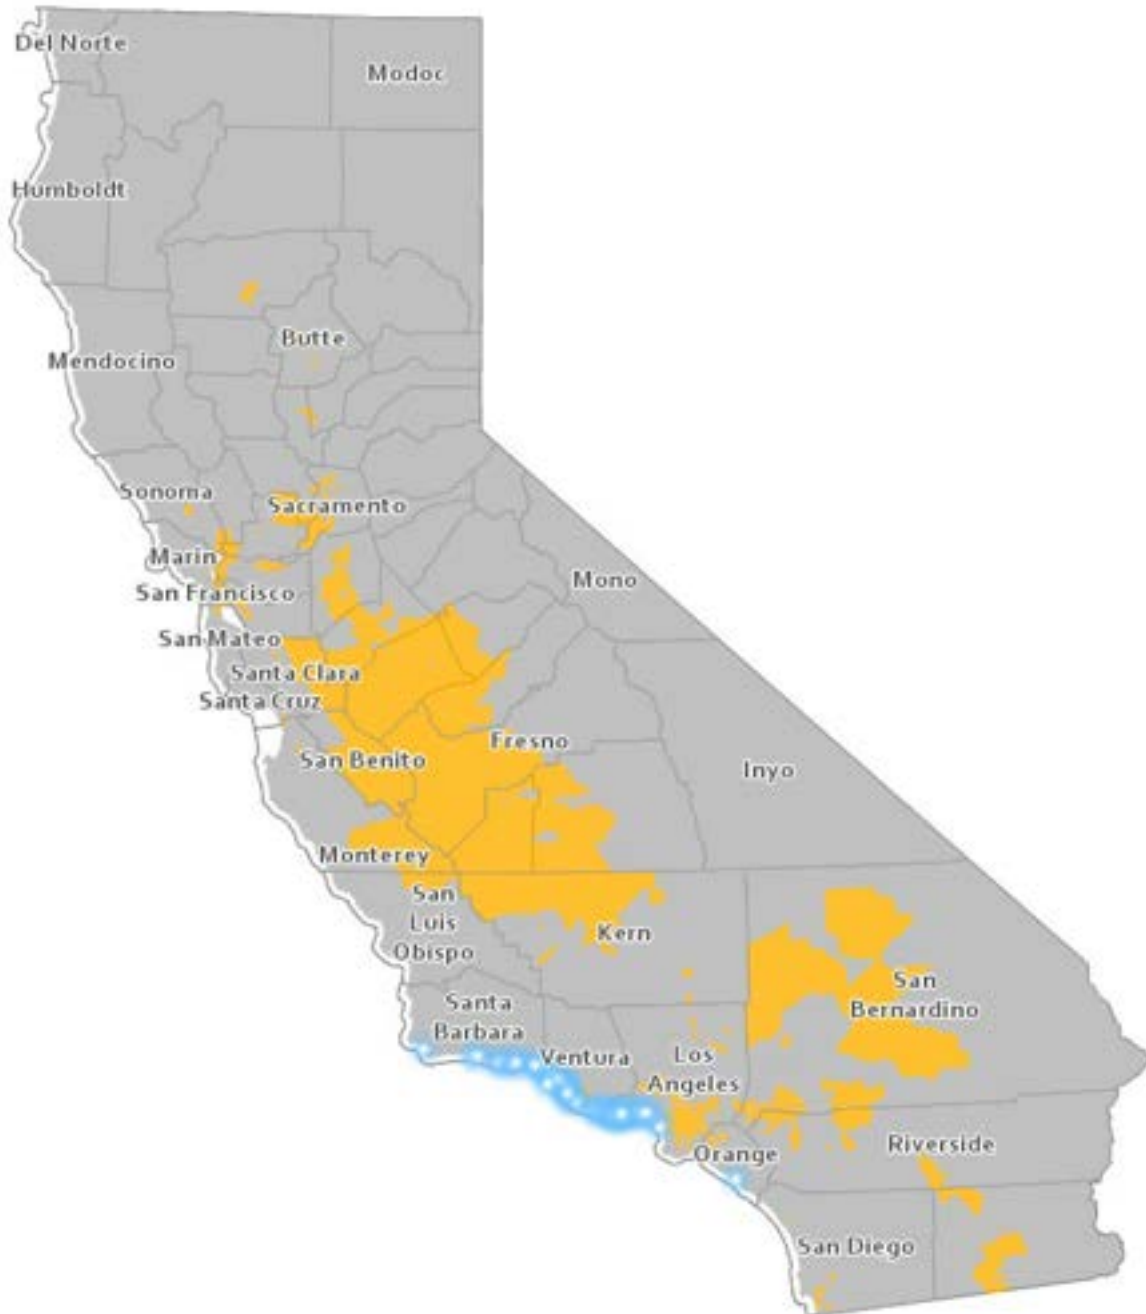 Del Norte
Modoc
Humboldt
Butte
Mendocino
Sonoma
Sacramento
Marin
Mono
San Francisco
San Mateo
Santa Clara
Santa Cruz
Fresno
San Benito
Inyo
Monterey
San
Luis
Obispo
Kern
San
Bernardino
Santa
Barbara
Ventura
Los
Angeles
Riverside
Orange
San Diego